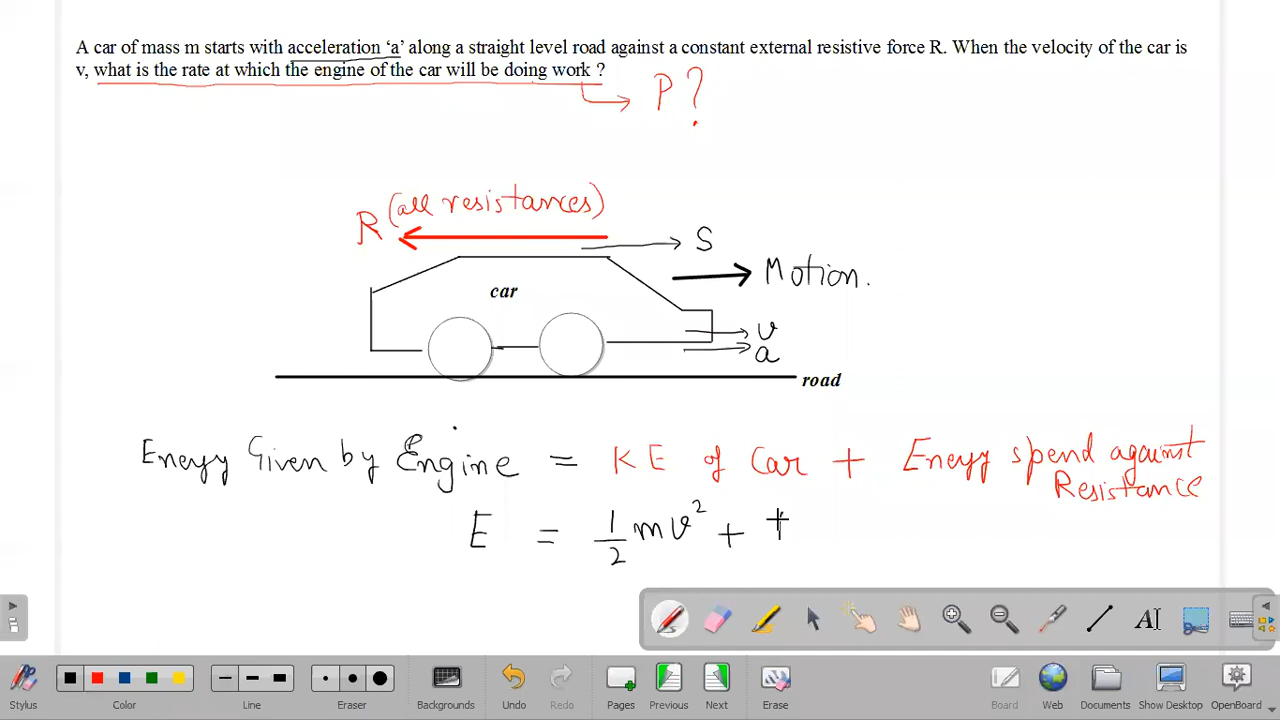 A car of mass m starts with acceleration ‘a’ along a straight level road against a constant external resistive force R. When the velocity of the car is
v, what is the rate at which the engine of the car will be doing work ?
P?
R (all resistances)
S
Motion.
car
v
a
road
Energy Given by Engine = KE of Car + Energy spend against
Resistance
E = 1/2 mv² +
Stylus
Color
Line
Eraser
Background
Undo
Redo
Pages
Previous
Next
Erase
Board
Web
Documents
Show Desktop
OpenBoard